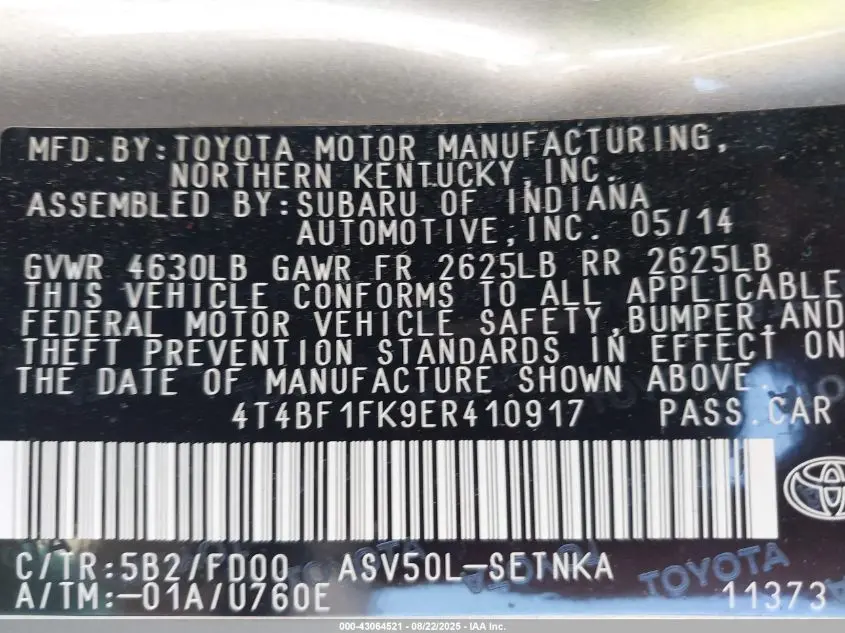 MFD.BY:TOYOTA MOTOR MANUFACTURING,
NORTHERN KENTUCKY,INC.
ASSEMBLED BY:SUBARU OF INDIANA
AUTOMOTIVE,INC. 05/14
GVWR 4630LB GAWR FR 2625LB RR 2625LB
THIS VEHICLE CONFORMS TO ALL APPLICABLE
FEDERAL MOTOR VEHICLE SAFETY,BUMPER,AND
THEFT PREVENTION STANDARDS IN EFFECT ON
THE DATE OF MANUFACTURE SHOWN ABOVE.
4T4BF1FK9ER410917 PASS.CAR
C/TR:5B2/FD00 ASV50L-SETNKA
TOYOTA
A/TM:-01A/U760E 11373
000-43064521 - 08/22/2025 - IAA Inc.